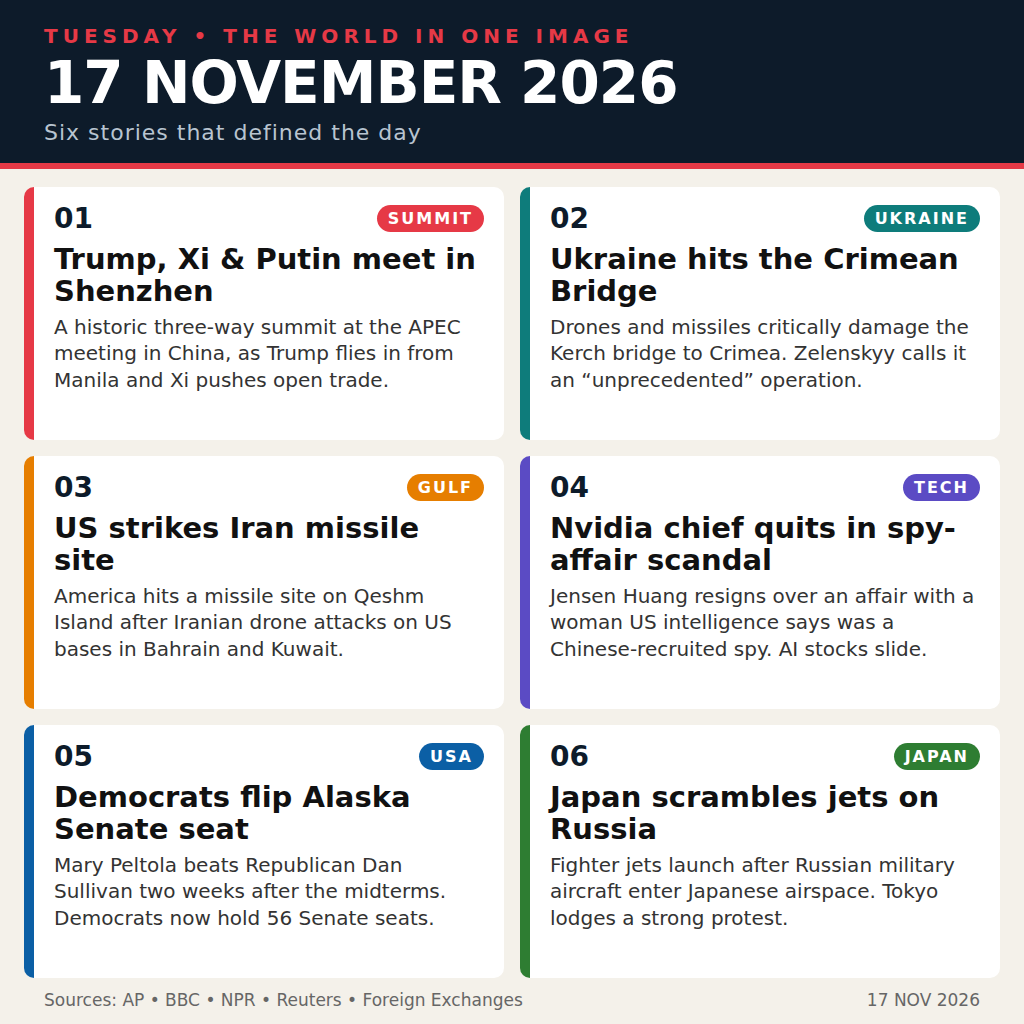 TUESDAY • THE WORLD IN ONE IMAGE
17 NOVEMBER 2026
Six stories that defined the day
01
SUMMIT
Trump, Xi & Putin meet in
Shenzhen
A historic three-way summit at the APEC
meeting in China, as Trump flies in from
Manila and Xi pushes open trade.
02
UKRAINE
Ukraine hits the Crimean
Bridge
Drones and missiles critically damage the
Kerch bridge to Crimea. Zelenskyy calls it
an “unprecedented” operation.
03
GULF
US strikes Iran missile
site
America hits a missile site on Qeshm
Island after Iranian drone attacks on US
bases in Bahrain and Kuwait.
04
TECH
Nvidia chief quits in spy-
affair scandal
Jensen Huang resigns over an affair with a
woman US intelligence says was a
Chinese-recruited spy. AI stocks slide.
05
USA
Democrats flip Alaska
Senate seat
Mary Peltola beats Republican Dan
Sullivan two weeks after the midterms.
Democrats now hold 56 Senate seats.
06
JAPAN
Japan scrambles jets on
Russia
Fighter jets launch after Russian military
aircraft enter Japanese airspace. Tokyo
lodges a strong protest.
Sources: AP • BBC • NPR • Reuters • Foreign Exchanges
17 NOV 2026